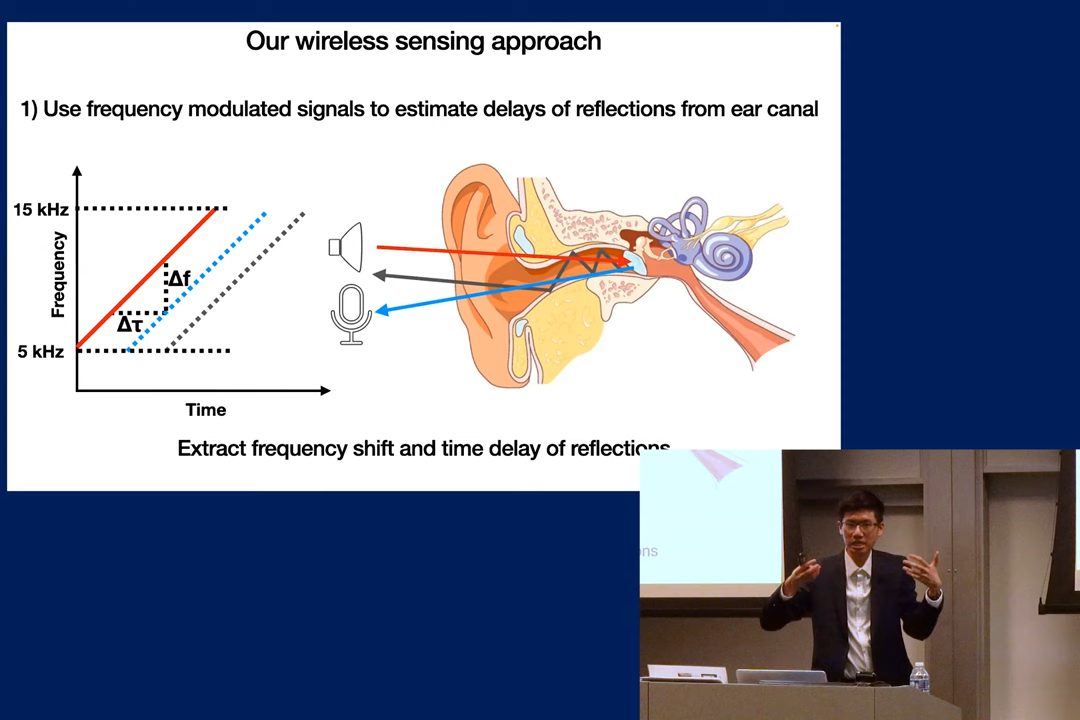 Our wireless sensing approach
1) Use frequency modulated signals to estimate delays of reflections from ear canal
15 kHz
Frequency
Δf
Δτ
5 kHz
Time
Extract frequency shift and time delay of reflections
ons